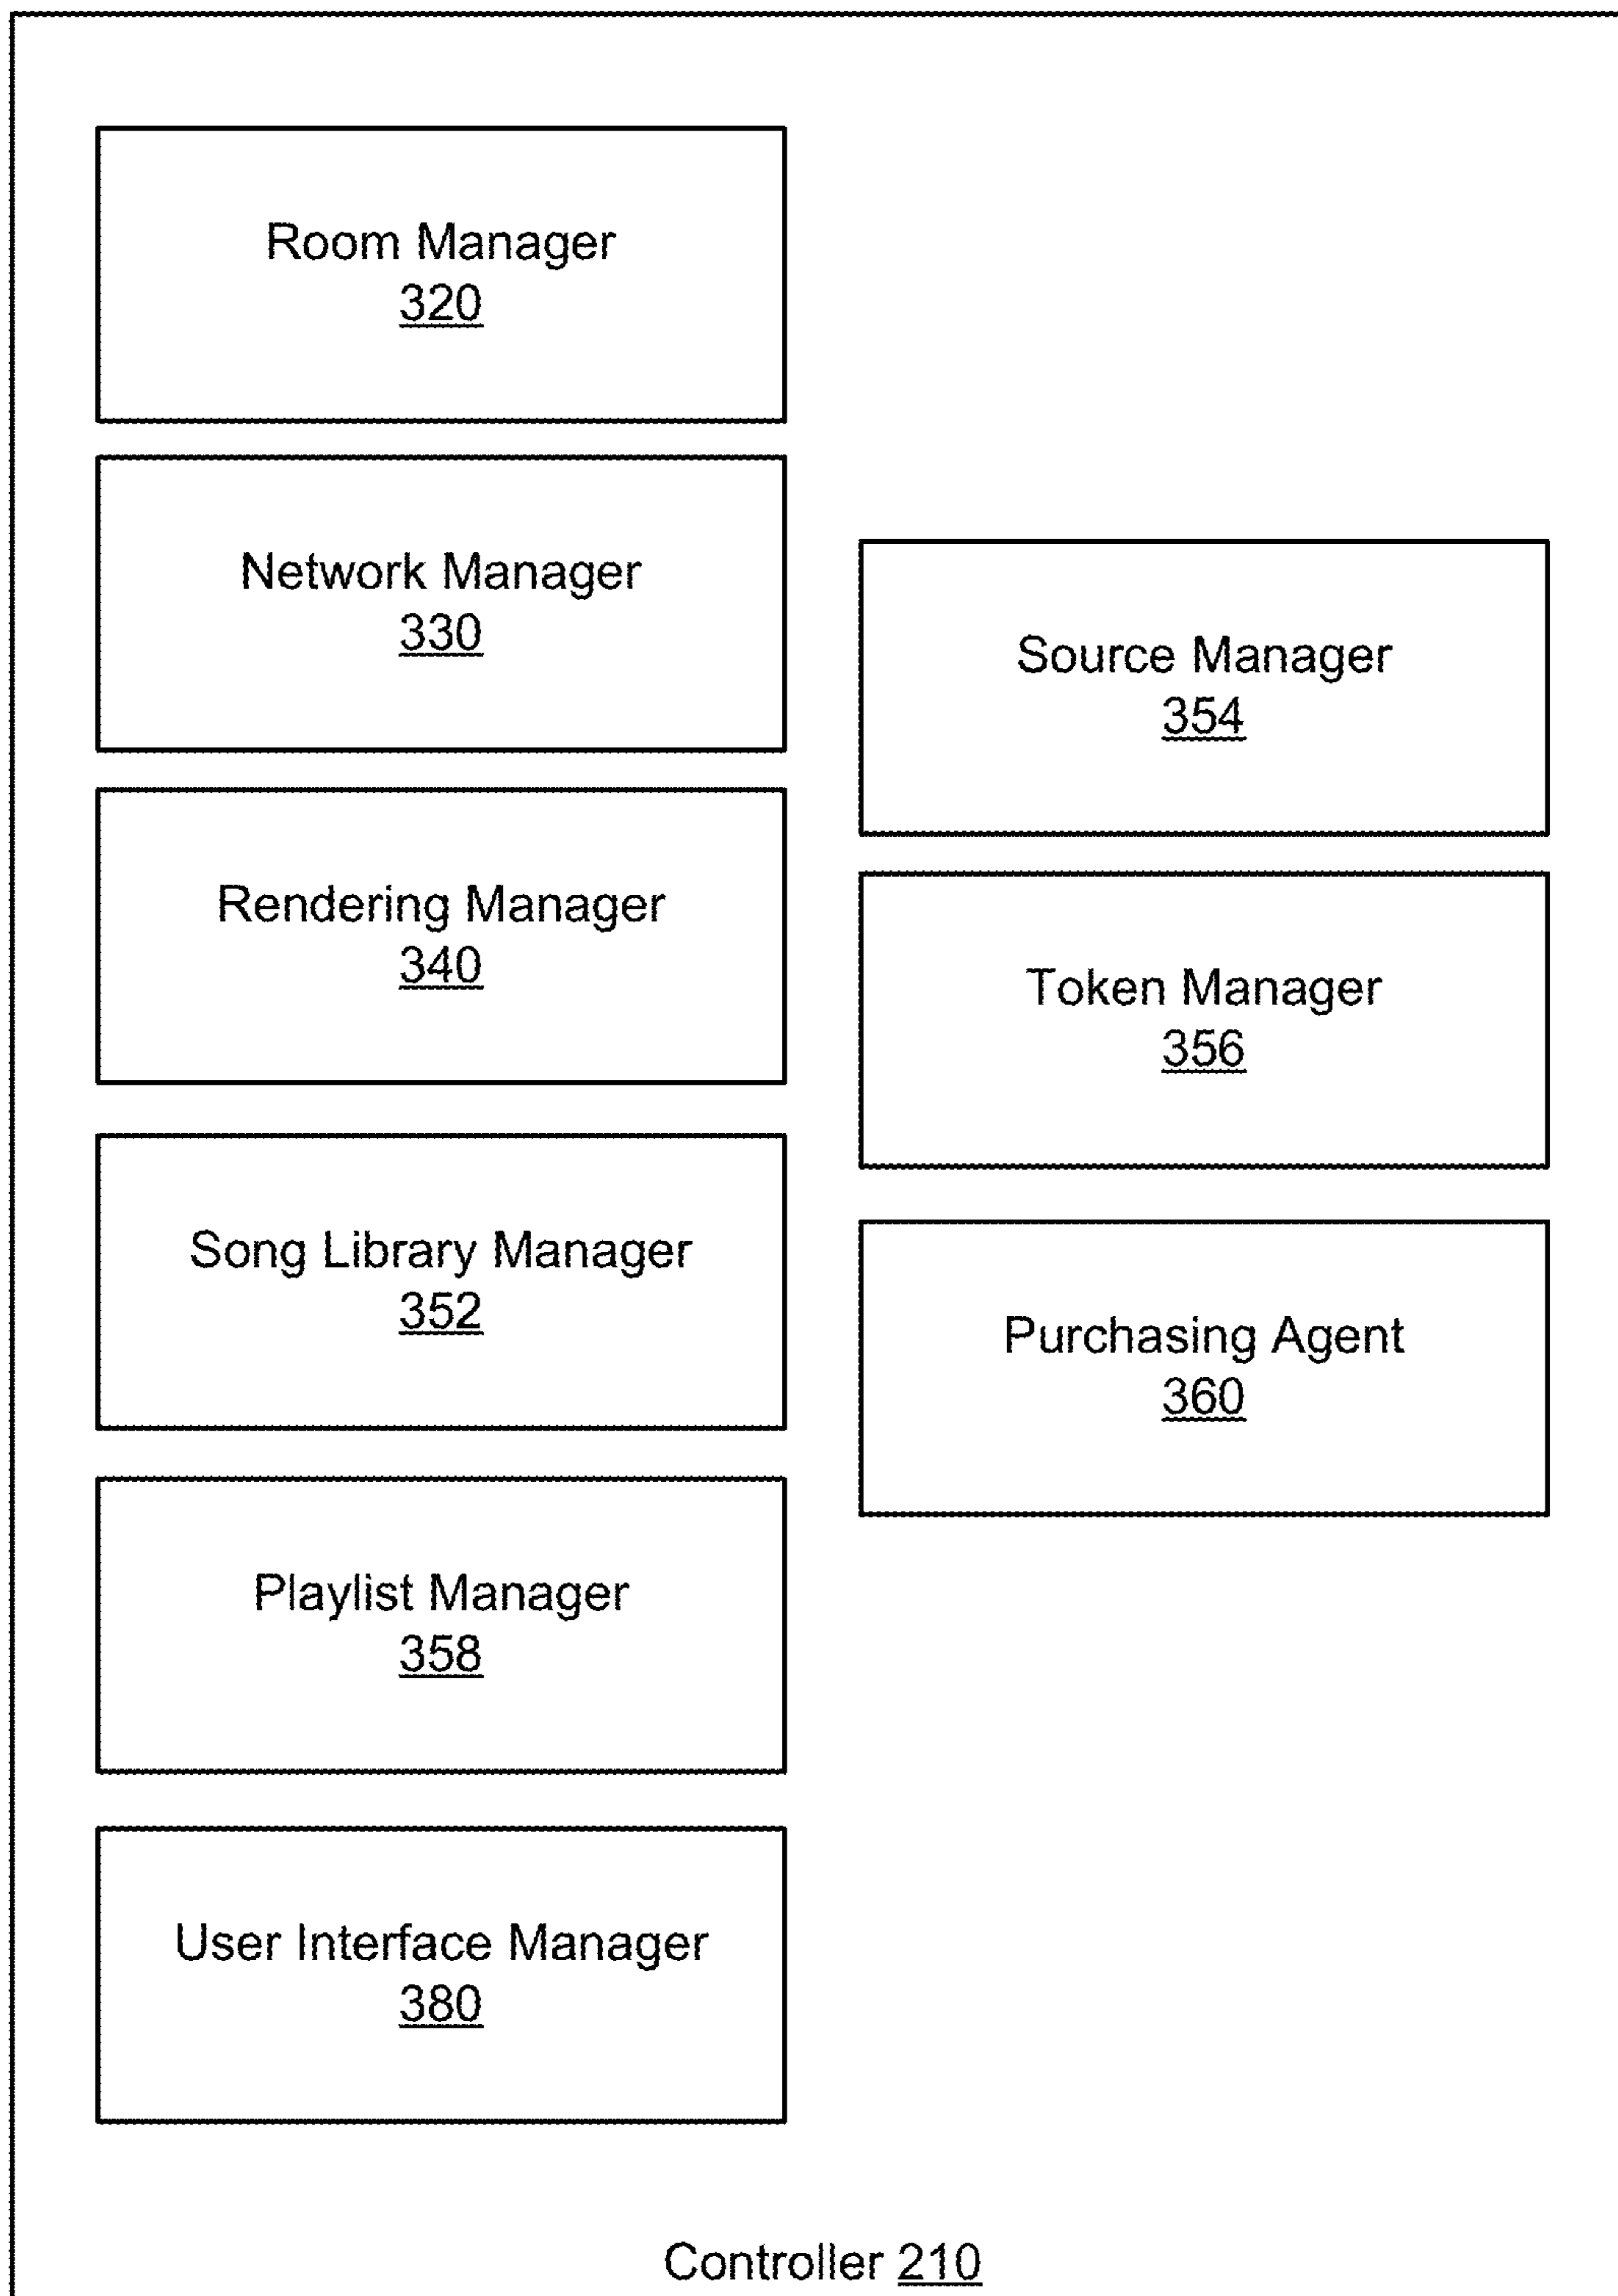 Room Manager
320
Network Manager
330
Rendering Manager
340
Song Library Manager
352
Playlist Manager
358
User Interface Manager
380
Source Manager
354
Token Manager
356
Purchasing Agent
360
Controller 210